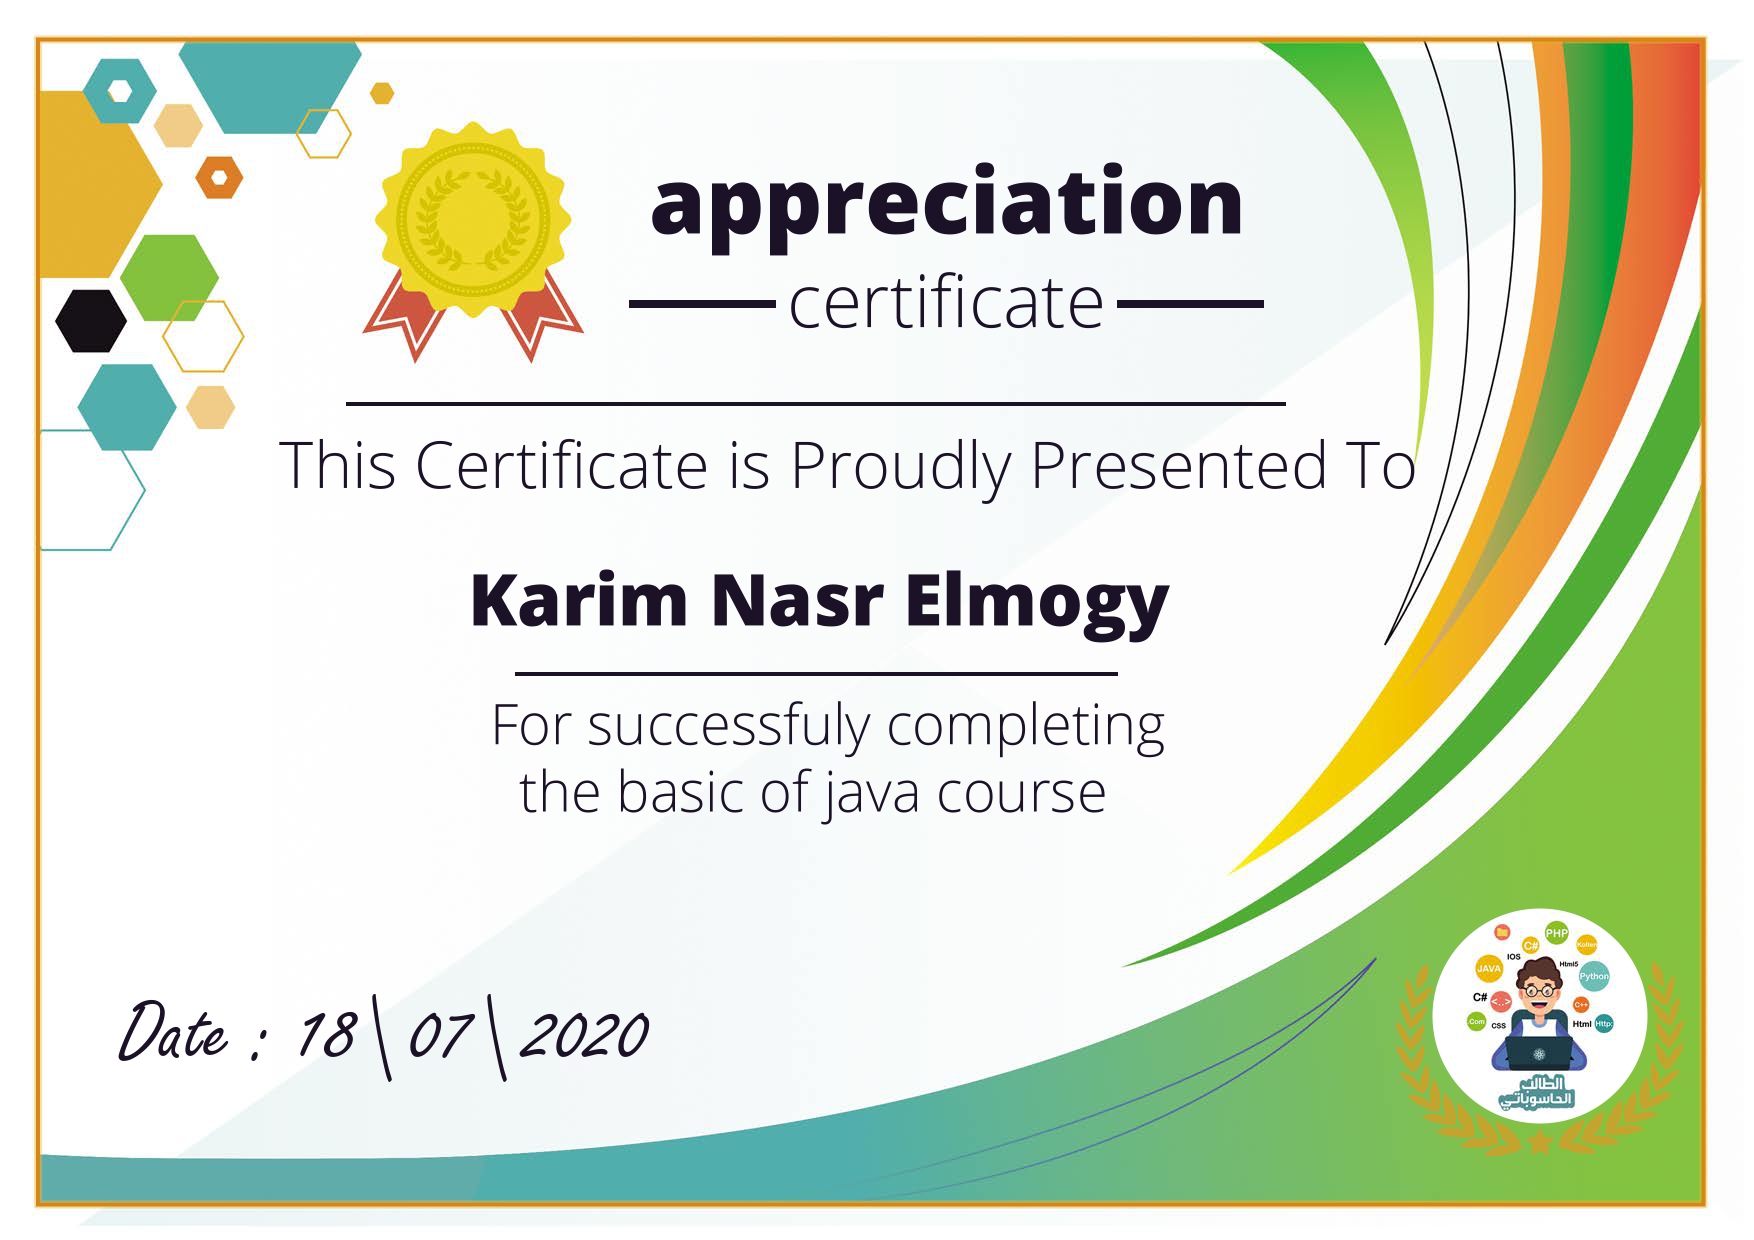 appreciation
certificate
This Certificate is Proudly Presented To
Karim Nasr Elmogy
For successfuly completing
the basic of java course
Date : 18\07\2020
PHP
C#
Kotlen
IOS
Html5
JAVA
Python
C#
<..>
C++
.Com
CSS
Html
Http:
الطالب
الحاسوباتي